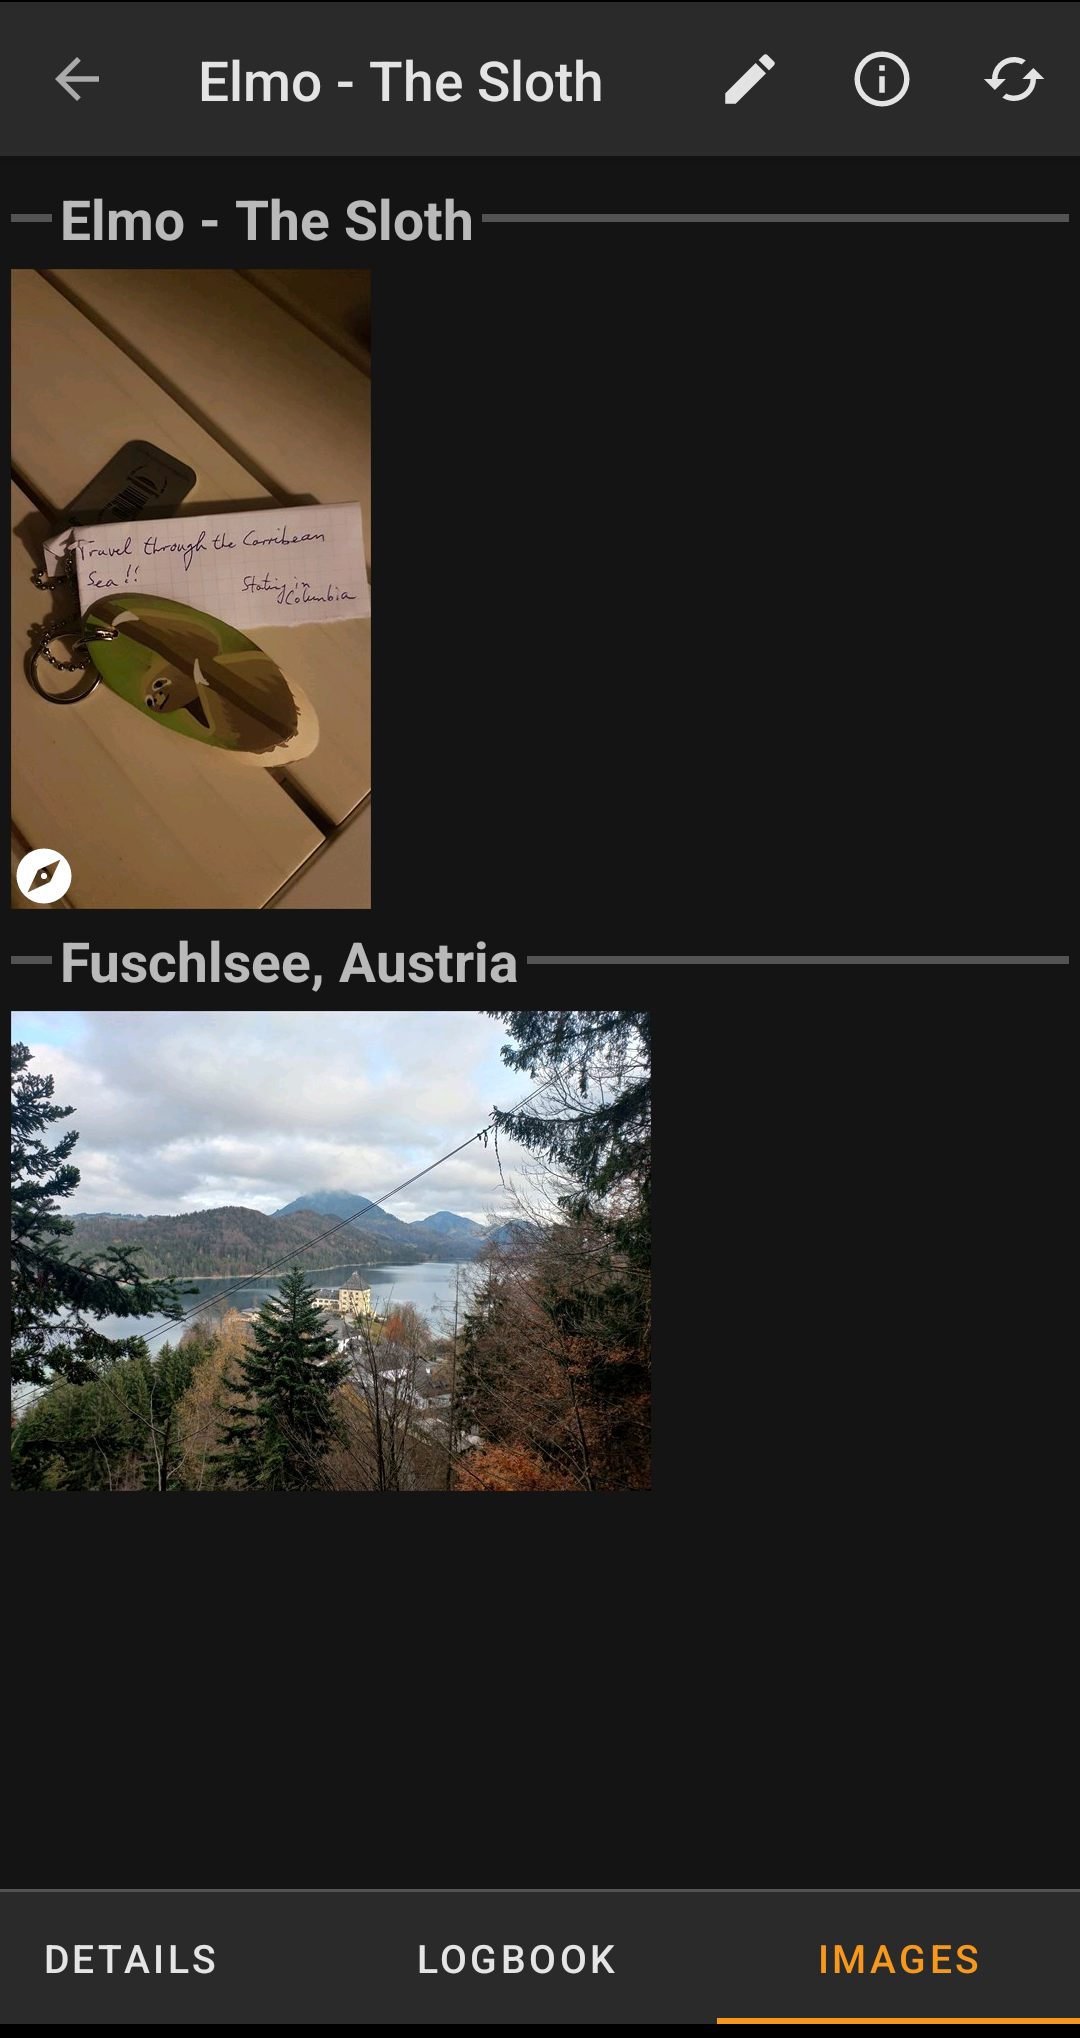 Elmo - The Sloth
Elmo - The Sloth
Travel through the Carribean
Sea!!
Stating in
Columbia
Fuschlsee, Austria
DETAILS
LOGBOOK
IMAGES